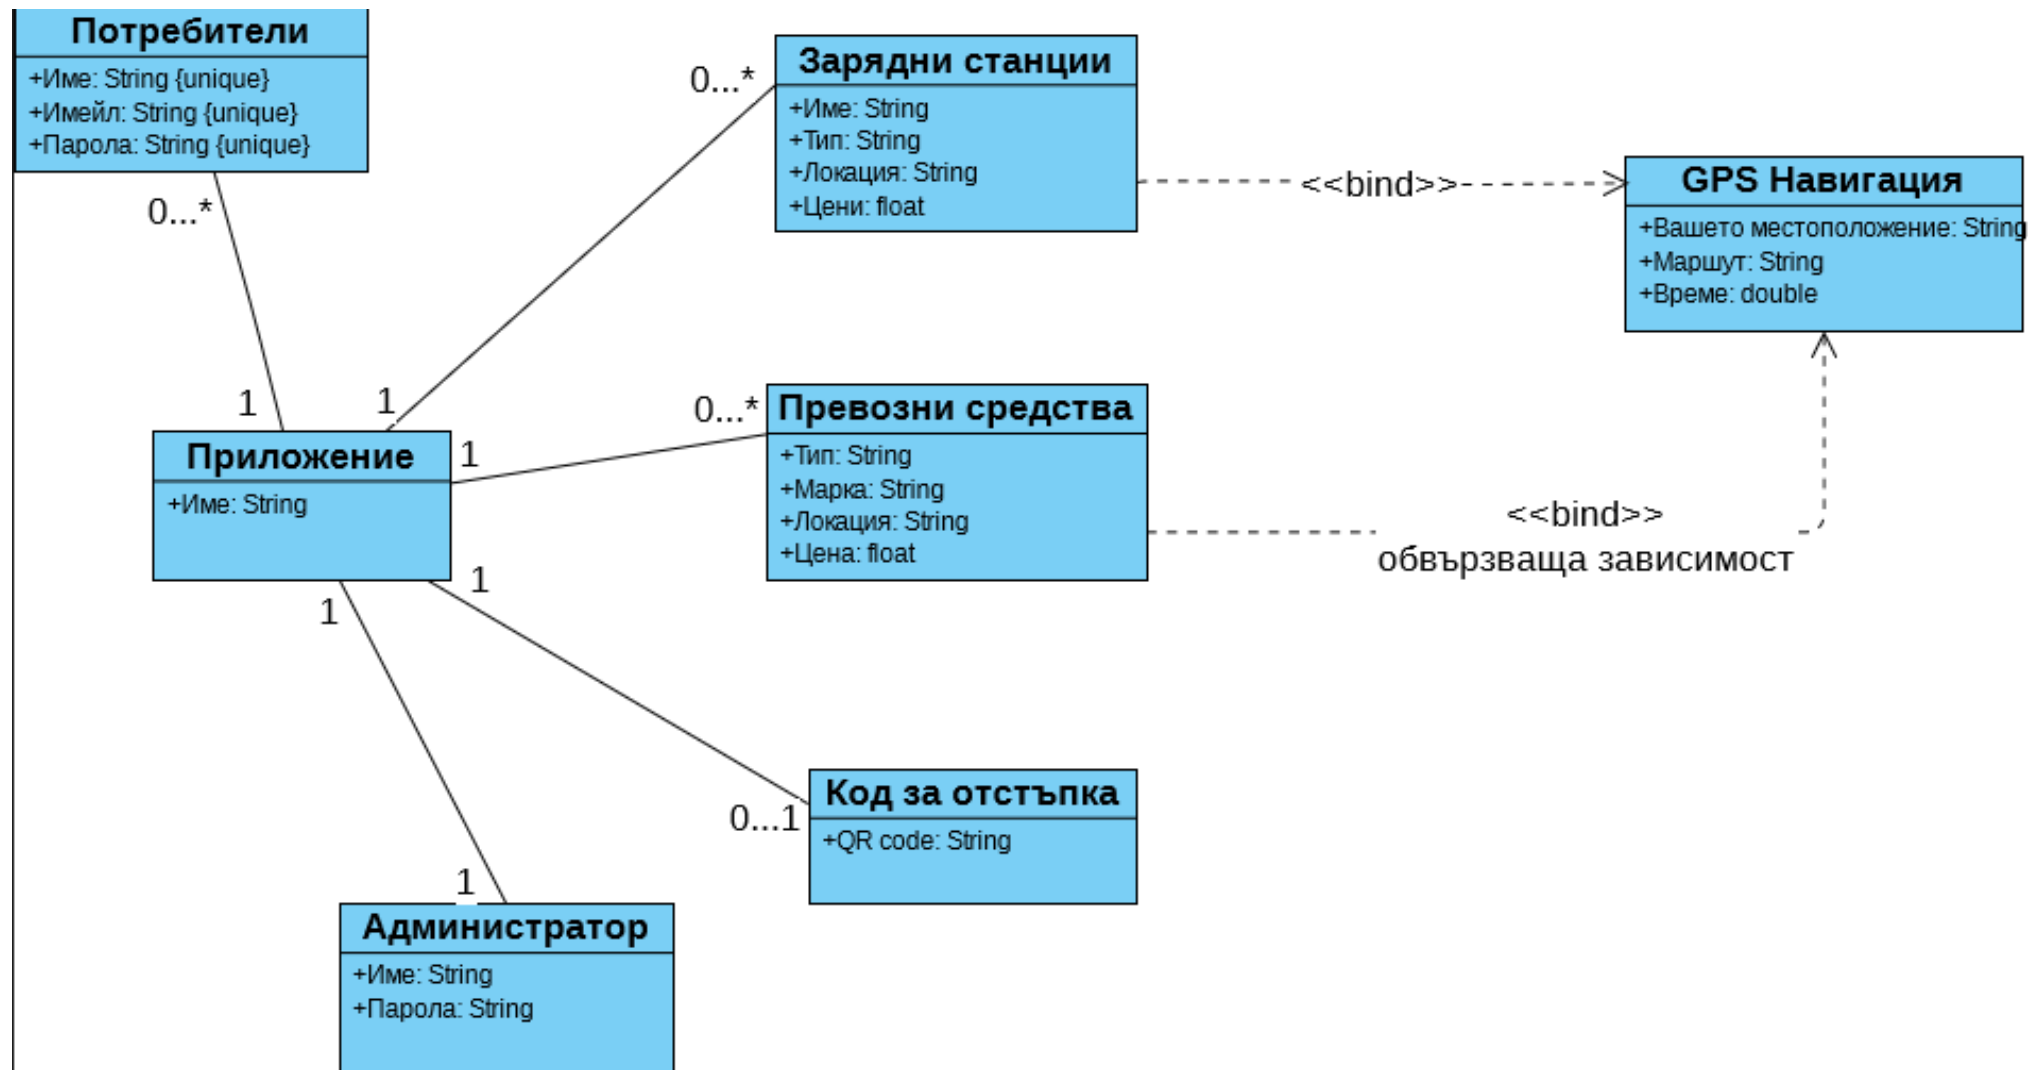 Потребители
+Име: String {unique}
+Имейл: String {unique}
+Парола: String {unique}
0...*
1
Зарядни станции
+Име: String
+Тип: String
+Локация: String
+Цени: float
0...*
1
<<bind>>
GPS Навигация
+Вашето местоположение: String
+Маршут: String
+Време: double
Приложение
+Име: String
1
0...*
Превозни средства
+Тип: String
+Марка: String
+Локация: String
+Цена: float
<<bind>>
обвързваща зависимост
1
0...1
Код за отстъпка
+QR code: String
1
1
Администратор
+Име: String
+Парола: String